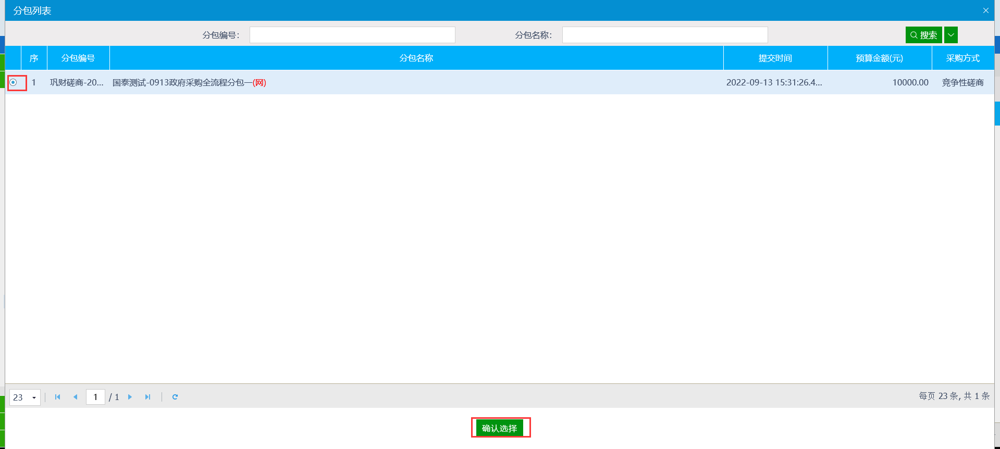 分包列表
分包编号： 分包名称： 搜索
序 分包编号 分包名称 提交时间 预算金额(元) 采购方式
1 巩财磋商-20... 国泰测试-0913政府采购全流程分包一(网) 2022-09-13 15:31:26.4... 10000.00 竞争性磋商
23 1 / 1 每页 23 条, 共 1 条
确认选择